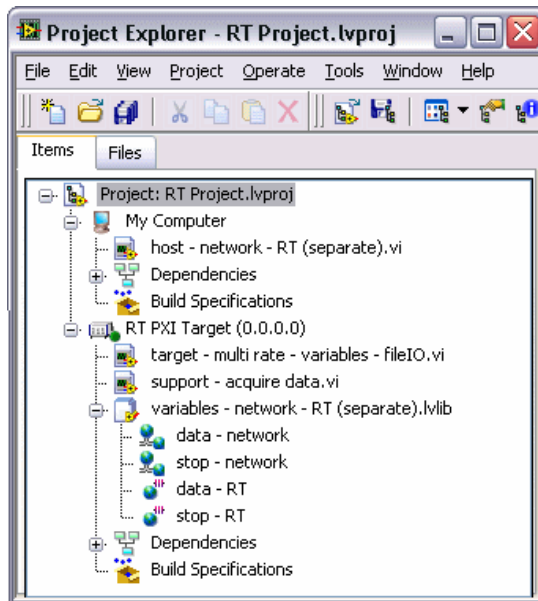 Project Explorer - RT Project.lvproj
File Edit View Project Operate Tools Window Help
Items Files
Project: RT Project.lvproj
My Computer
host - network - RT (separate).vi
Dependencies
Build Specifications
RT PXI Target (0.0.0.0)
target - multi rate - variables - fileIO.vi
support - acquire data.vi
variables - network - RT (separate).lvlib
data - network
stop - network
data - RT
stop - RT
Dependencies
Build Specifications